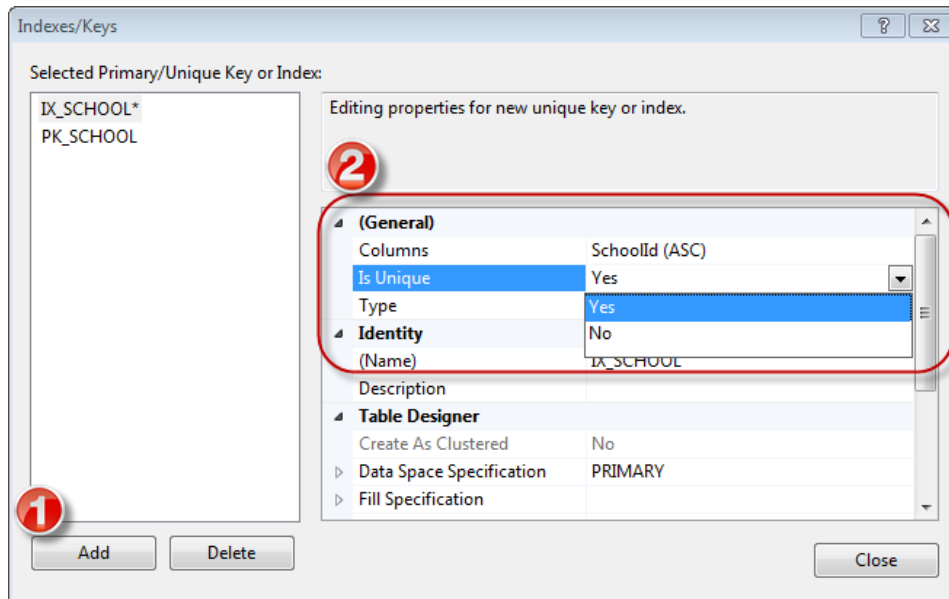 Indexes/Keys
Selected Primary/Unique Key or Index:
IX_SCHOOL*
PK_SCHOOL
Editing properties for new unique key or index.
2
(General)
Columns SchoolId (ASC)
Is Unique Yes
Type Yes
Identity No
(Name) IX_SCHOOL
Description
Table Designer
Create As Clustered No
Data Space Specification PRIMARY
Fill Specification
1
Add Delete Close